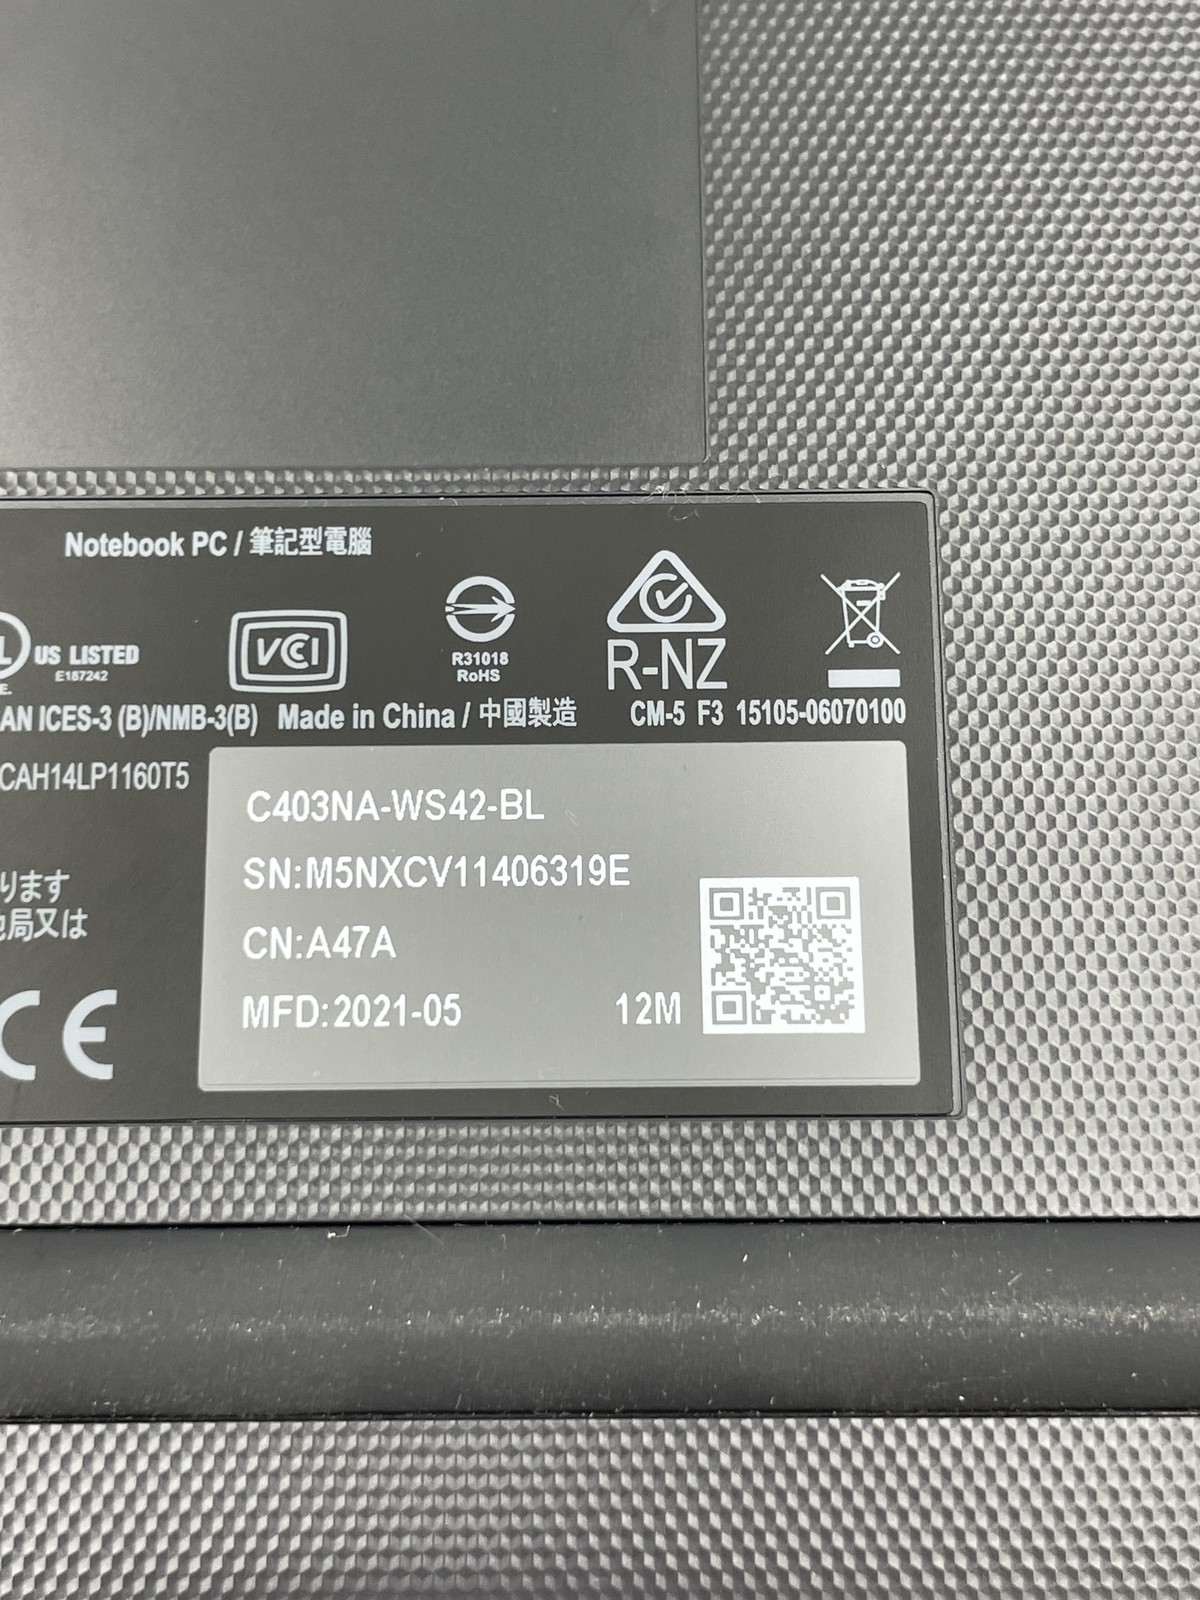 Notebook PC / 筆記型電腦
US LISTED
E187242
VCCI
R31018
RoHS
R-NZ
AN ICES-3 (B)/NMB-3(B) Made in China / 中國製造 CM-5 F3 15105-06070100
CAH14LP1160T5
C403NA-WS42-BL
SN:M5NXCV11406319E
ります
局又は
CN:A47A
MFD:2021-05 12M
CE